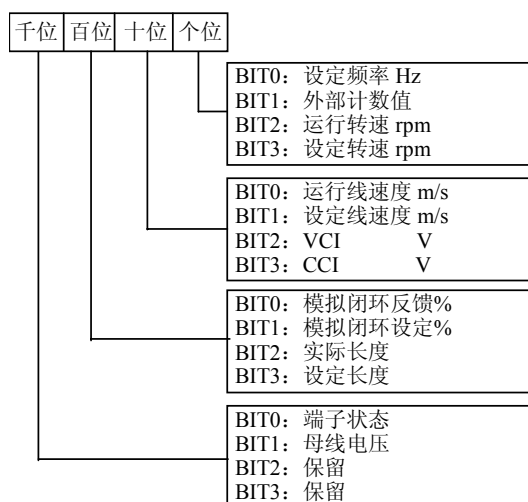 千位 百位 十位 个位
BIT0：设定频率 Hz
BIT1：外部计数值
BIT2：运行转速 rpm
BIT3：设定转速 rpm
BIT0：运行线速度 m/s
BIT1：设定线速度 m/s
BIT2：VCI V
BIT3：CCI V
BIT0：模拟闭环反馈%
BIT1：模拟闭环设定%
BIT2：实际长度
BIT3：设定长度
BIT0：端子状态
BIT1：母线电压
BIT2：保留
BIT3：保留